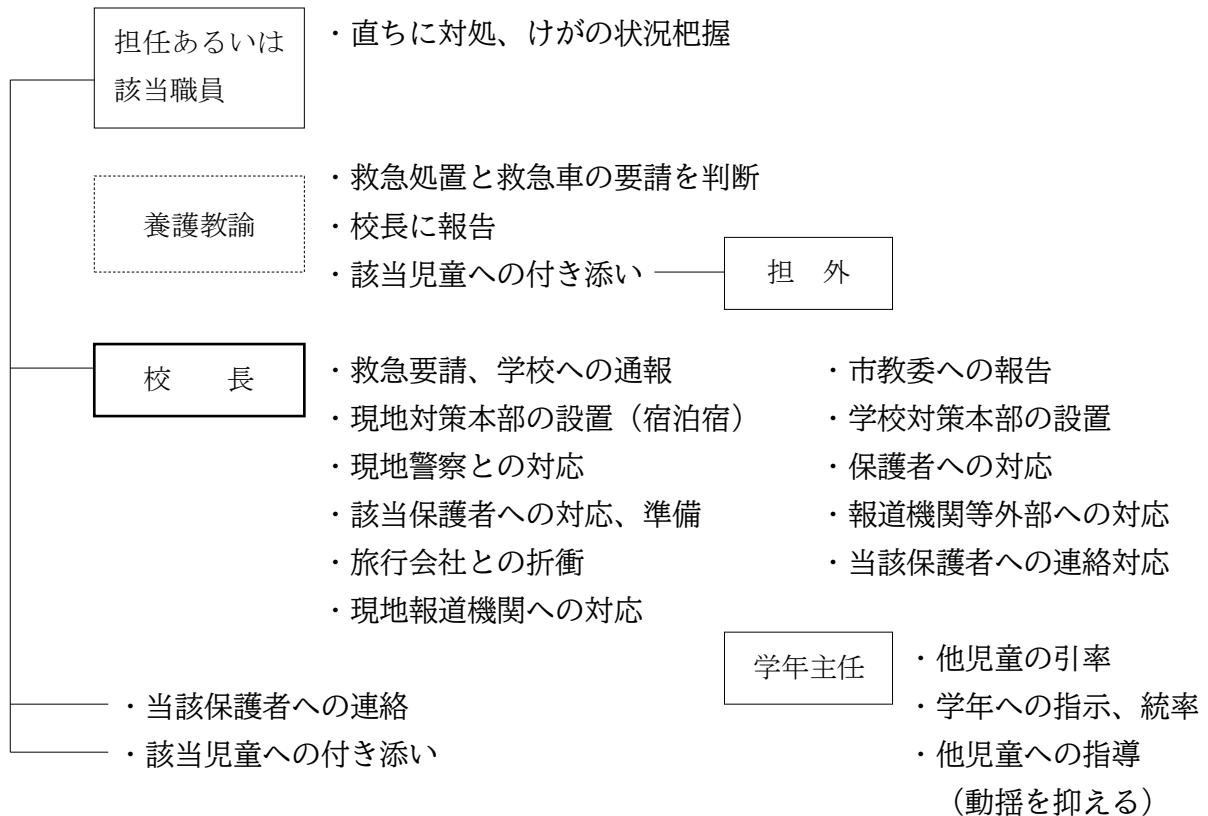 担任あるいは
該当職員
・直ちに対処、けがの状況杷握
養護教諭
・救急処置と救急車の要請を判断
・校長に報告
・該当児童への付き添い
担　外
校　　長
・救急要請、学校への通報
・現地対策本部の設置（宿泊宿）
・現地警察との対応
・該当保護者への対応、準備
・旅行会社との折衝
・現地報道機関への対応
・市教委への報告
・学校対策本部の設置
・保護者への対応
・報道機関等外部への対応
・当該保護者への連絡対応
学年主任
・他児童の引率
・学年への指示、統率
・他児童への指導
（動揺を抑える）
・当該保護者への連絡
・該当児童への付き添い